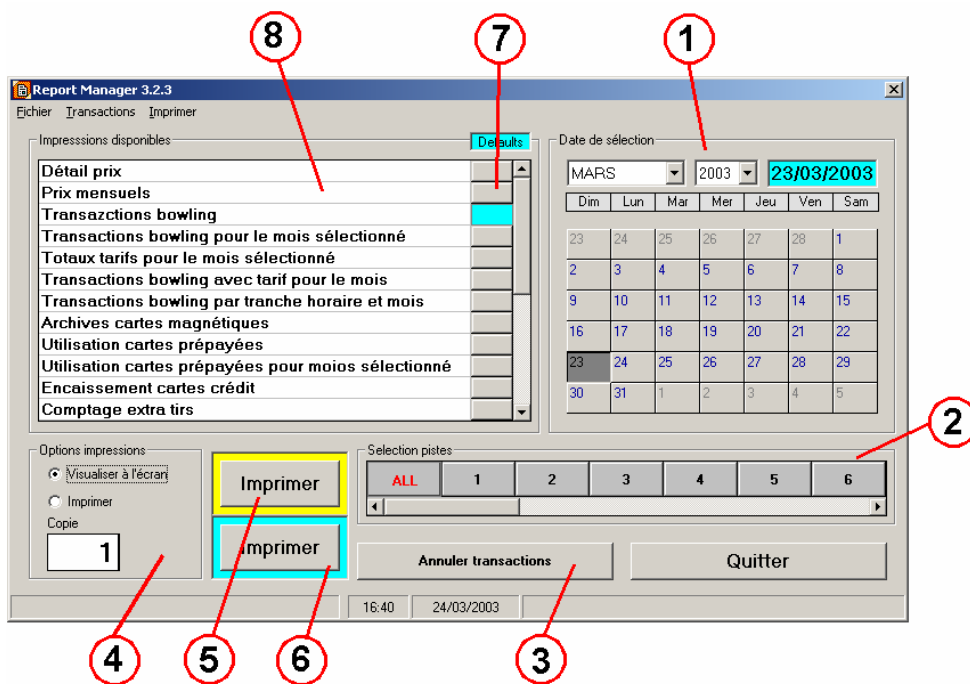 8 7 1
Report Manager 3.2.3
Fichier Transactions Imprimer
Impresssions disponibles Defaults
Détail prix
Prix mensuels
Transazctions bowling
Transactions bowling pour le mois sélectionné
Totaux tarifs pour le mois sélectionné
Transactions bowling avec tarif pour le mois
Transactions bowling par tranche horaire et mois
Archives cartes magnétiques
Utilisation cartes prépayées
Utilisation cartes prépayées pour moios sélectionné
Encaissement cartes crédit
Comptage extra tirs
Date de sélection
MARS 2003 23/03/2003
Dim Lun Mar Mer Jeu Ven Sam
23 24 25 26 27 28 1
2 3 4 5 6 7 8
9 10 11 12 13 14 15
16 17 18 19 20 21 22
23 24 25 26 27 28 29
30 31 1 2 3 4 5
2
Options impressions
Visualiser à l'écran
Imprimer
Copie
1
Imprimer
Imprimer
Selection pistes
ALL 1 2 3 4 5 6
Annuler transactions Quitter
16:40 24/03/2003
4 5 6 3